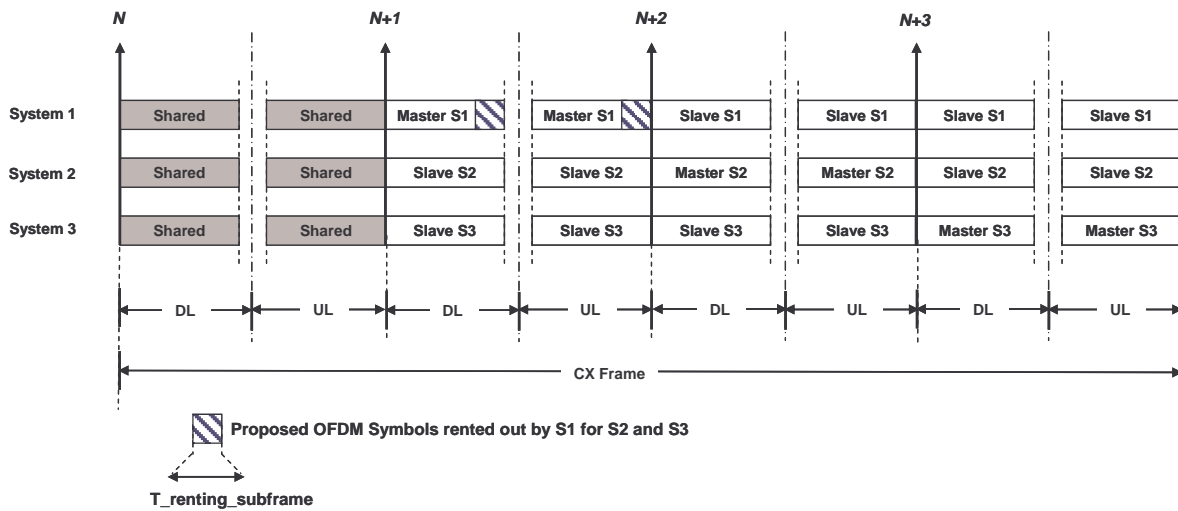 N N+1 N+2 N+3
System 1 Shared Shared Master S1 Master S1 Slave S1 Slave S1 Slave S1 Slave S1
System 2 Shared Shared Slave S2 Slave S2 Master S2 Master S2 Slave S2 Slave S2
System 3 Shared Shared Slave S3 Slave S3 Slave S3 Slave S3 Master S3 Master S3
DL UL DL UL DL UL DL UL
CX Frame
Proposed OFDM Symbols rented out by S1 for S2 and S3
T_renting_subframe